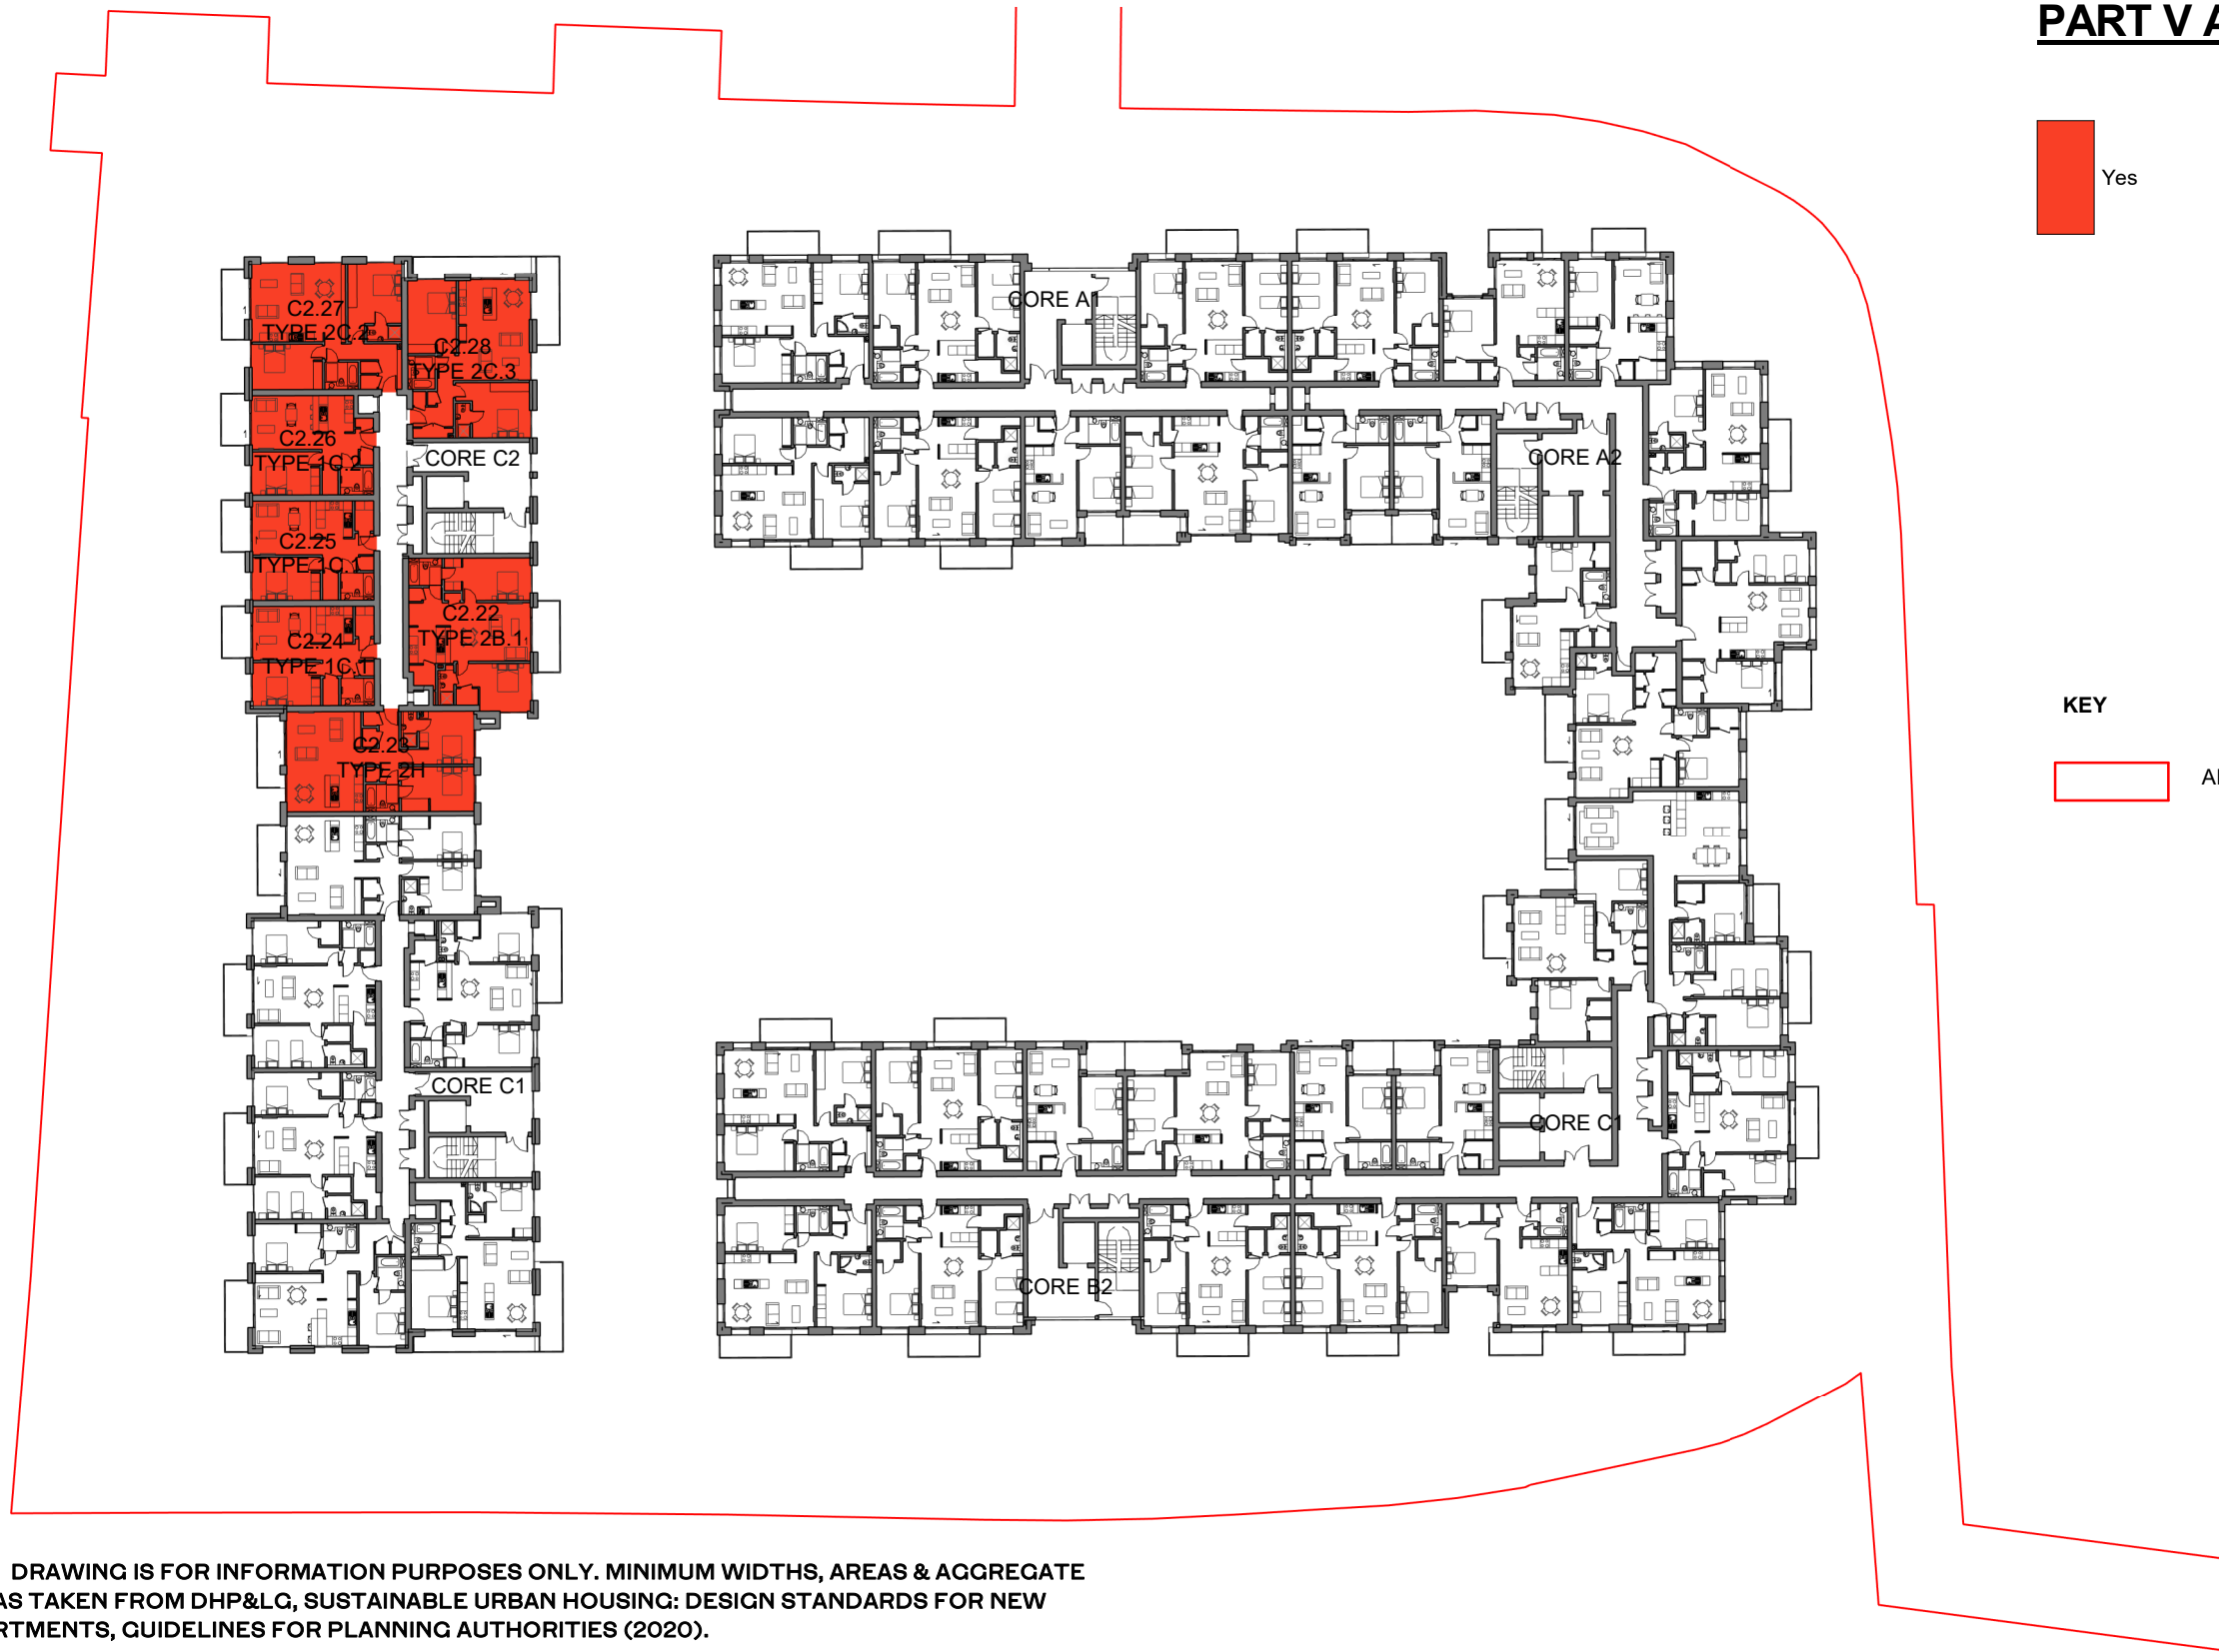 PART V A
Yes
C2.27
TYPE 2C.2
C2.28
TYPE 2C.3
C2.26
TYPE 1C.2
CORE C2
C2.25
TYPE 1C.1
C2.22
TYPE 2B.1
C2.24
TYPE 1C.1
C2.23
TYPE 2H
CORE C1
CORE A1
CORE A2
CORE C1
CORE B2
KEY
DRAWING IS FOR INFORMATION PURPOSES ONLY. MINIMUM WIDTHS, AREAS & AGGREGATE
AS TAKEN FROM DHP&LG, SUSTAINABLE URBAN HOUSING: DESIGN STANDARDS FOR NEW
RTMENTS, GUIDELINES FOR PLANNING AUTHORITIES (2020).